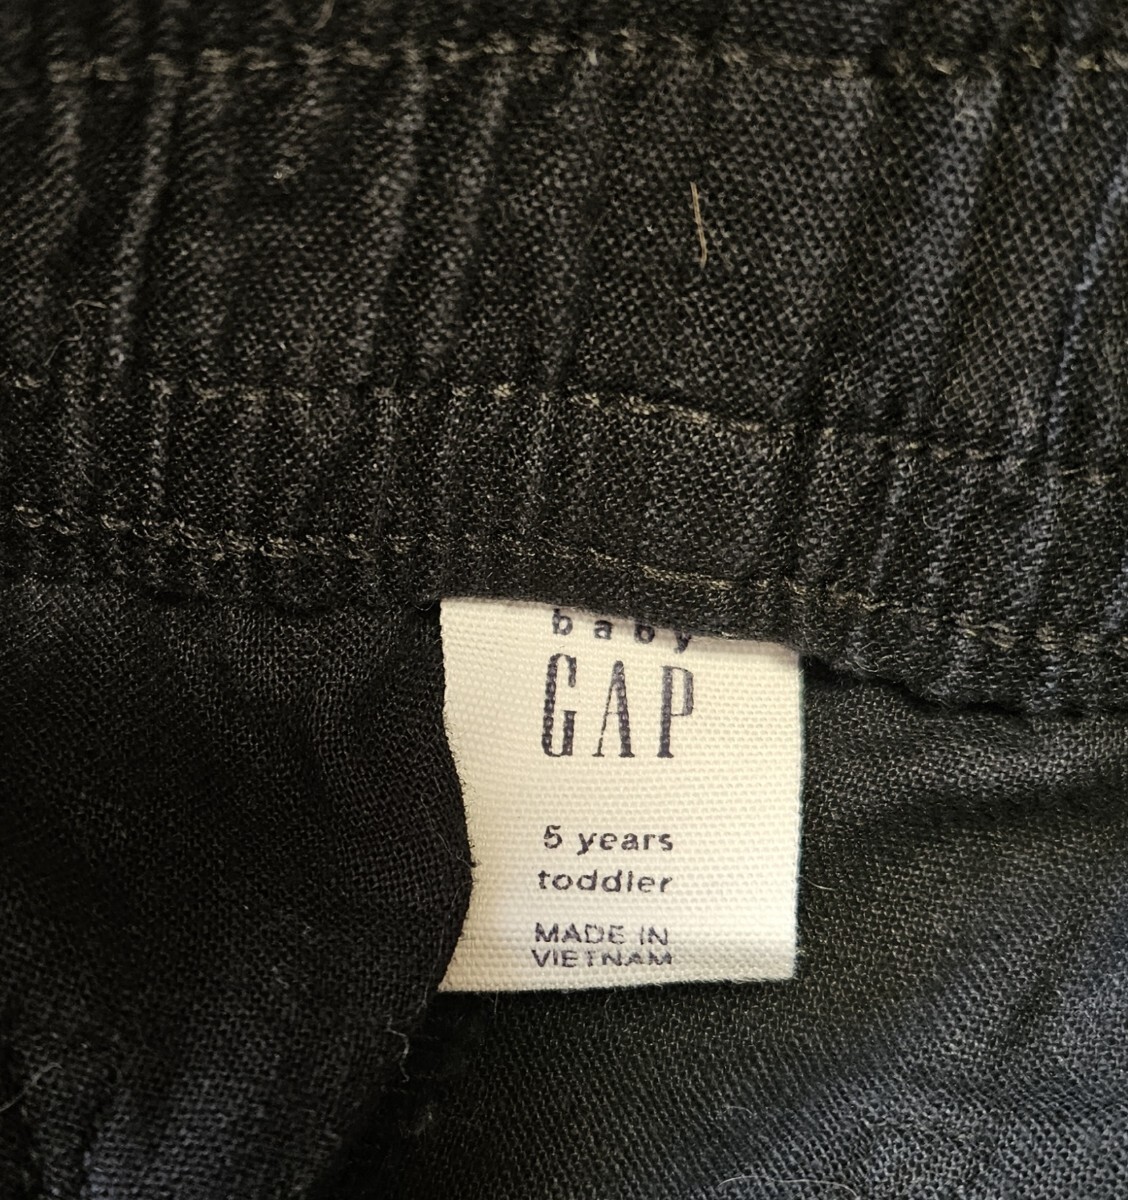 baby
GAP
5 years
toddler
MADE IN
VIETNAM